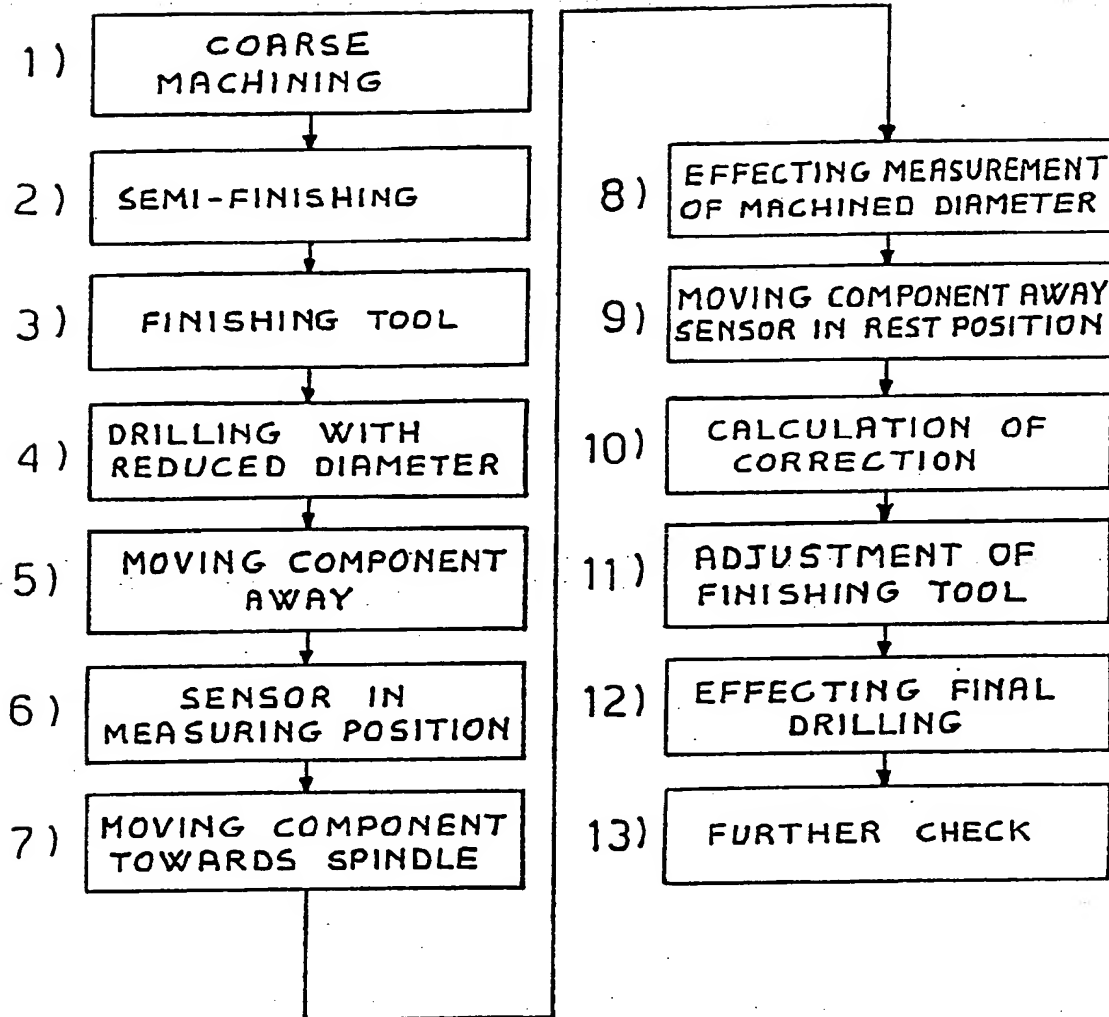 1) COARSE
MACHINING
2) SEMI-FINISHING
3) FINISHING TOOL
4) DRILLING WITH
REDUCED DIAMETER
5) MOVING COMPONENT
AWAY
6) SENSOR IN
MEASURING POSITION
7) MOVING COMPONENT
TOWARDS SPINDLE
8) EFFECTING MEASUREMENT
OF MACHINED DIAMETER
9) MOVING COMPONENT AWAY
SENSOR IN REST POSITION
10) CALCULATION OF
CORRECTION
11) ADJUSTMENT OF
FINISHING TOOL
12) EFFECTING FINAL
DRILLING
13) FURTHER CHECK